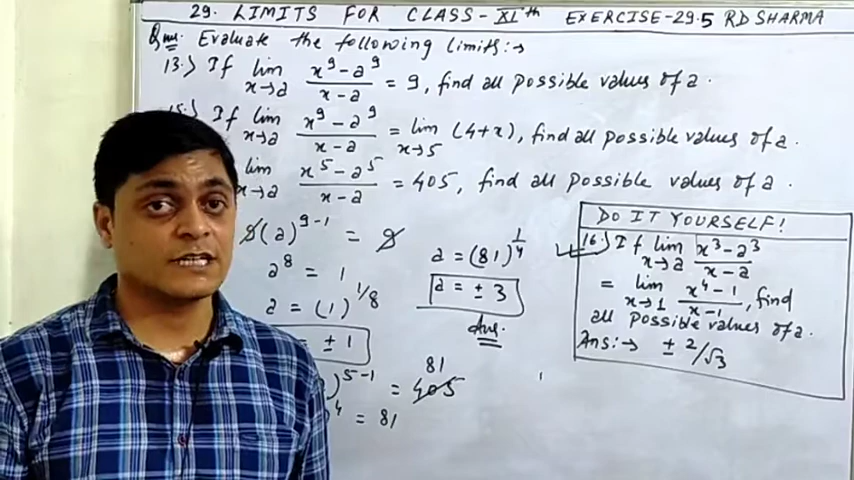 29. LIMITS FOR CLASS-XIth EXERCISE-29.5 RD SHARMA
Ques. Evaluate the following limits:→
13.) If lim x→a (x⁹-a⁹)/(x-a) = 9, find all possible values of a.
15.) If lim x→a (x⁹-a⁹)/(x-a) = lim x→5 (4+x), find all possible values of a.
lim x→a (x⁵-a⁵)/(x-a) = 405, find all possible values of a.
9(a)⁹⁻¹ = 9
a⁸ = 1
a = (1)^1/8
± 1
)⁵⁻¹ = 405
81
⁴ = 81
a = (81)^1/4
a = ± 3
Ans.
DO IT YOURSELF!
16.) If lim x→a (x³-a³)/(x-a)
= lim x→1 (x⁴-1)/(x-1), find
all possible values of a.
Ans:→ ± 2/√3